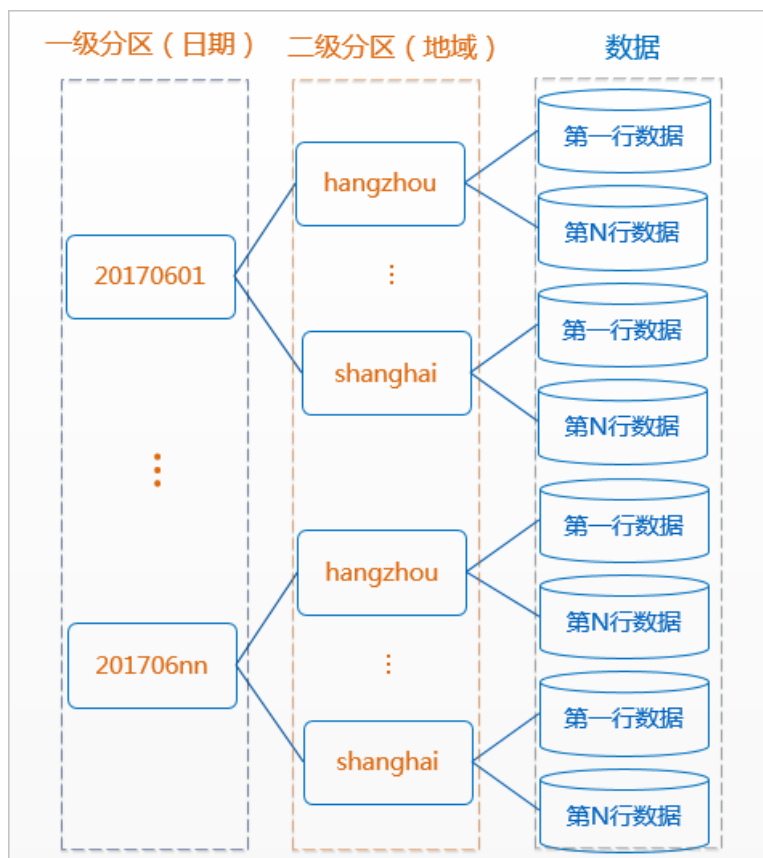 一级分区（日期） 二级分区（地域） 数据
第一行数据
hangzhou
第N行数据
20170601
⋮
第一行数据
shanghai
第N行数据
⋮
第一行数据
hangzhou
第N行数据
201706nn
⋮
第一行数据
shanghai
第N行数据